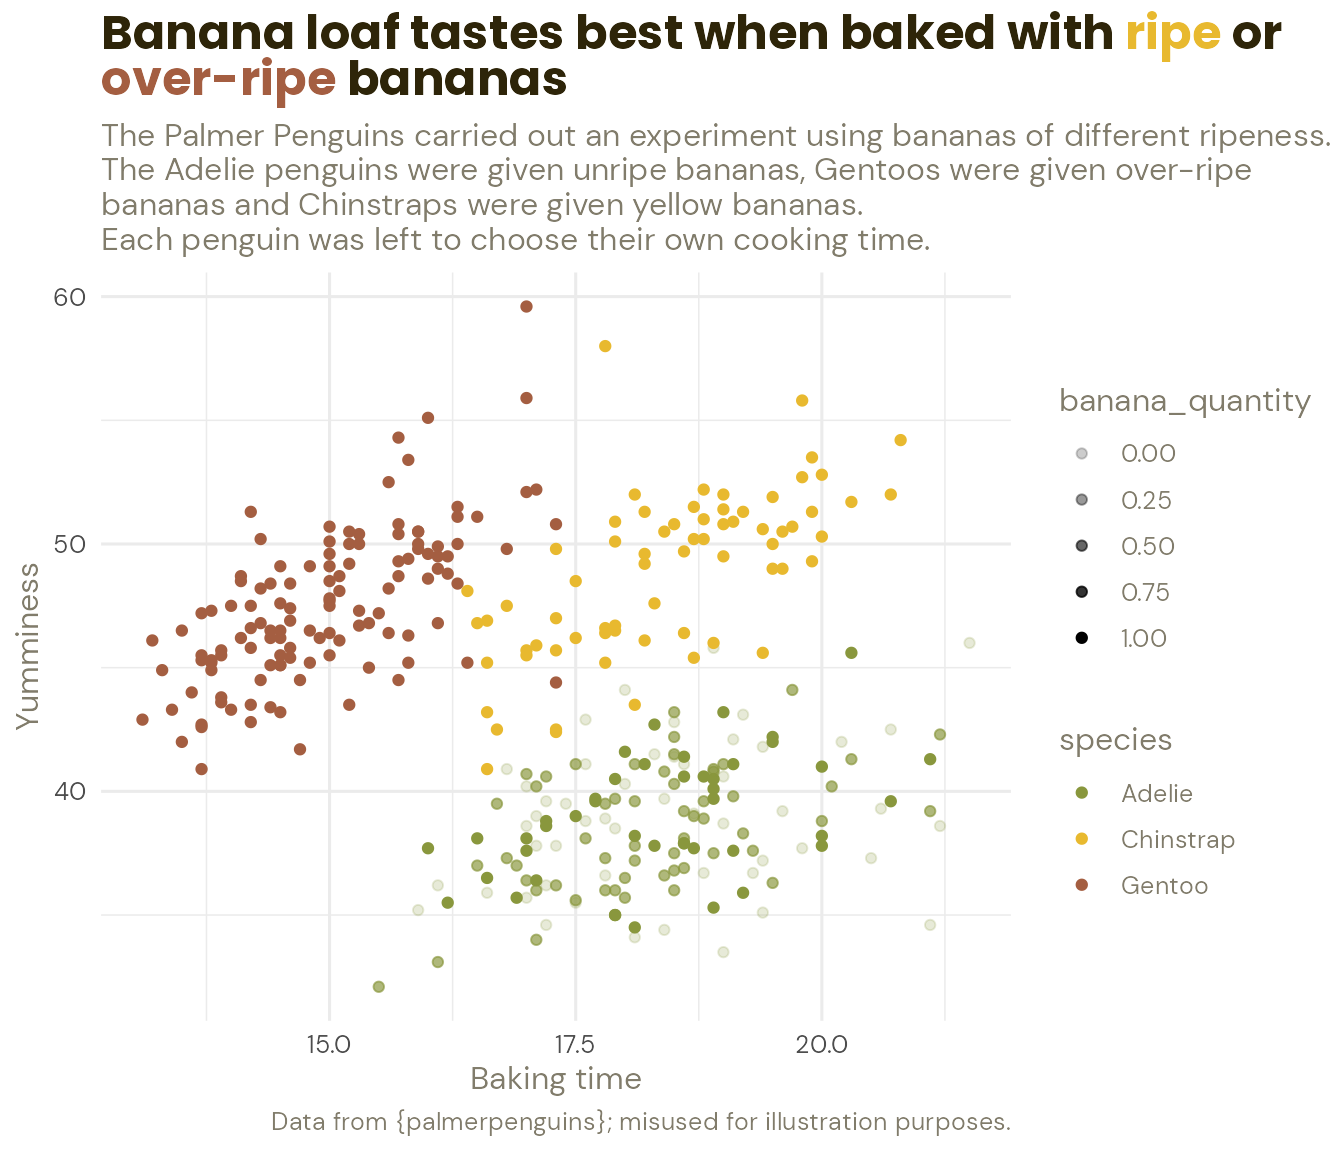 Banana loaf tastes best when baked with ripe or
over-ripe bananas
The Palmer Penguins carried out an experiment using bananas of different ripeness.
The Adelie penguins were given unripe bananas, Gentoos were given over-ripe
bananas and Chinstraps were given yellow bananas.
Each penguin was left to choose their own cooking time.
60
50
40
Yumminess
15.0
17.5
20.0
Baking time
banana_quantity
0.00
0.25
0.50
0.75
1.00
species
Adelie
Chinstrap
Gentoo
Data from {palmerpenguins}; misused for illustration purposes.